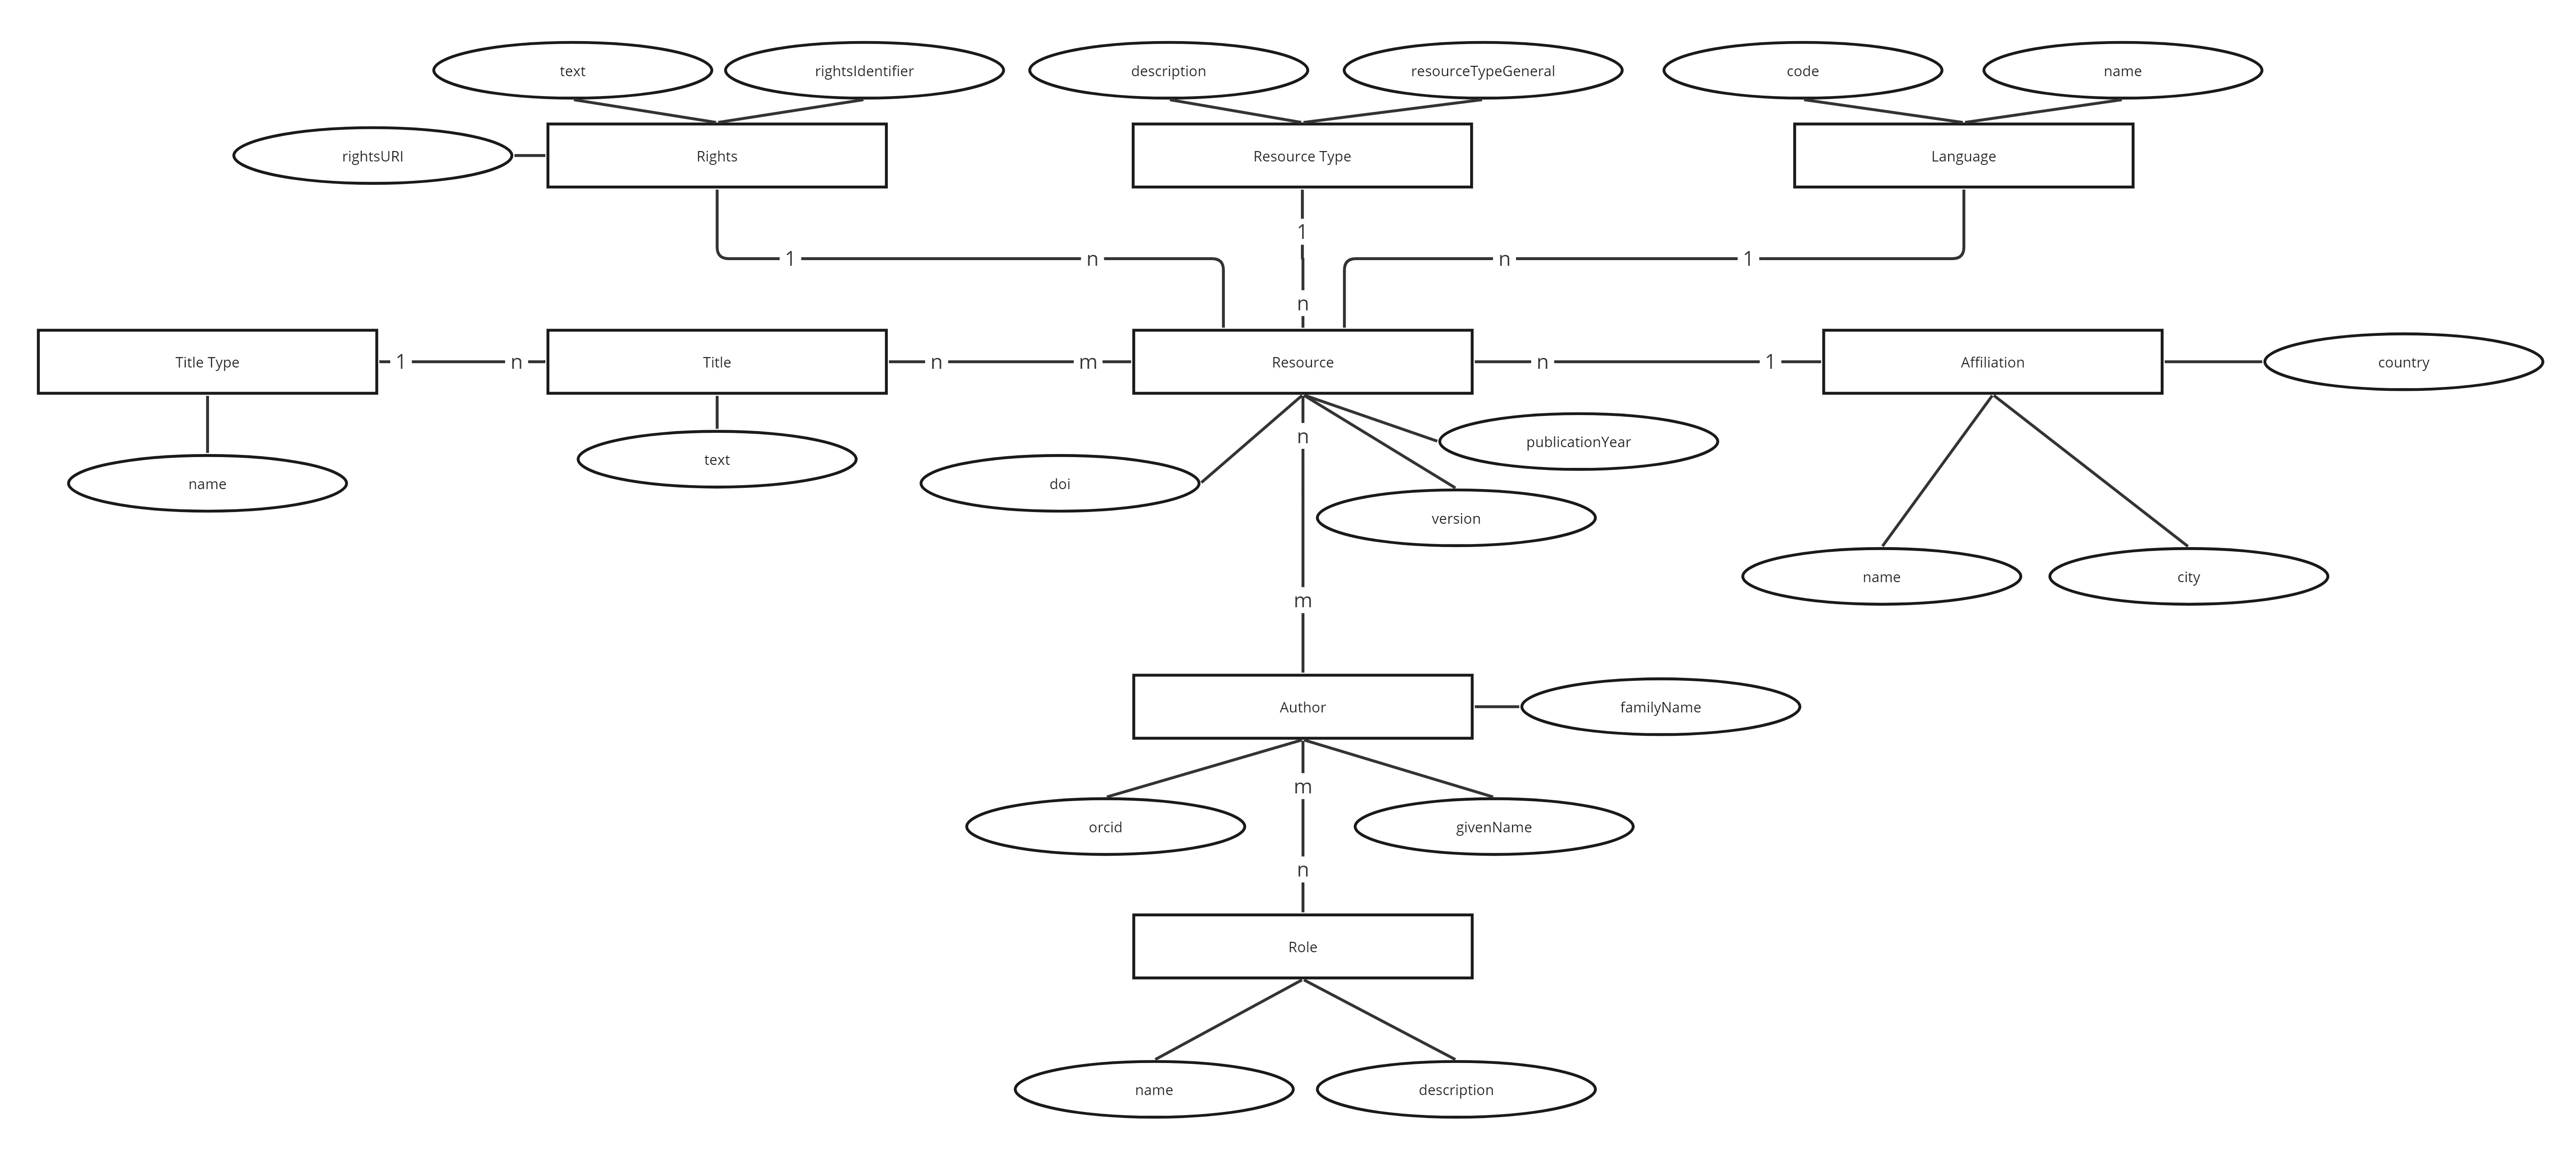 text
rightsIdentifier
description
resourceTypeGeneral
code
name
rightsURI
Rights
Resource Type
Language
1
1
n
n
1
n
Title Type
1
n
Title
n
m
Resource
n
1
Affiliation
country
n
publicationYear
text
name
doi
version
name
city
m
Author
familyName
m
orcid
givenName
n
Role
name
description